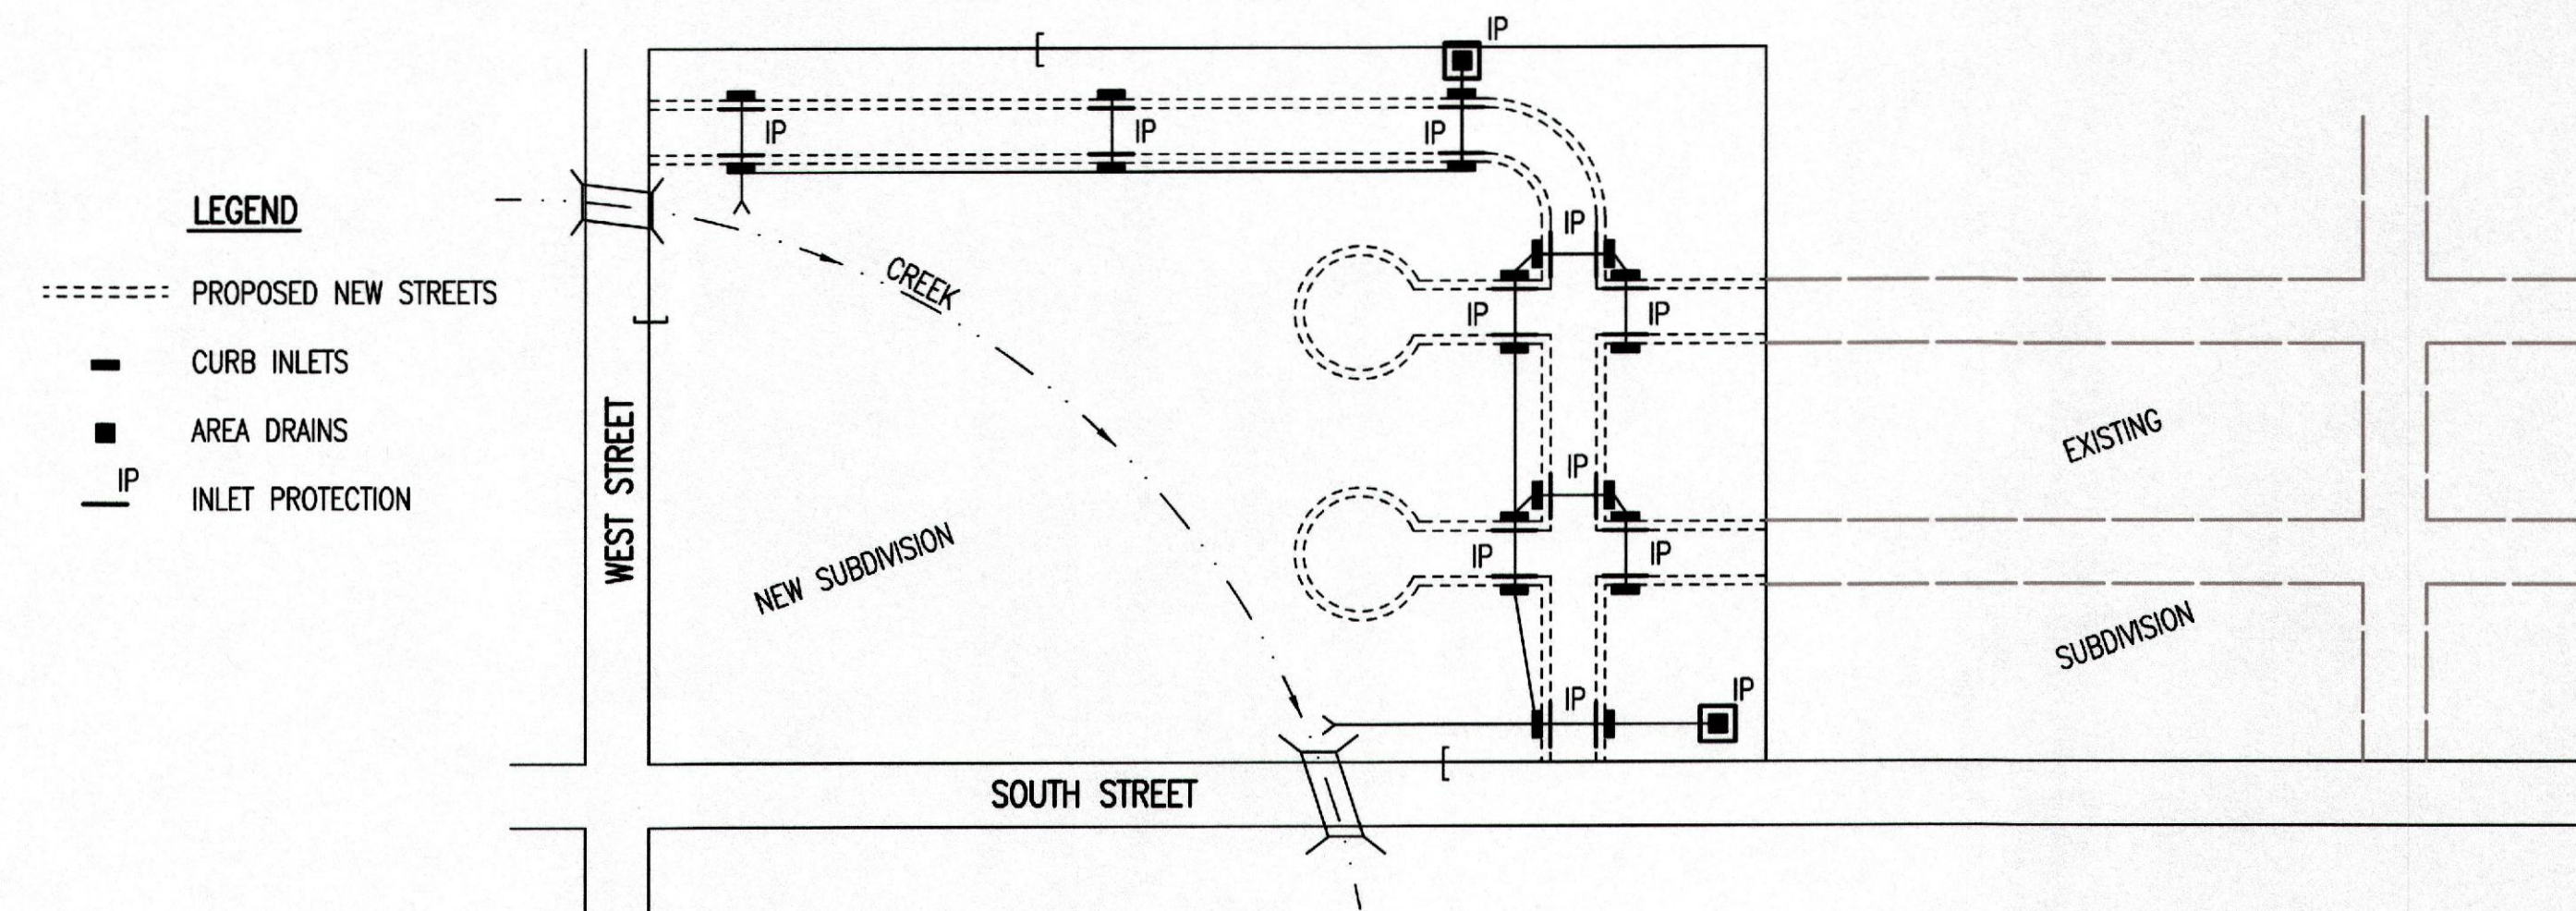 IP
IP
IP
IP
LEGEND
PROPOSED NEW STREETS
CURB INLETS
AREA DRAINS
IP
INLET PROTECTION
WEST STREET
CREEK
NEW SUBDIVISION
IP
IP
IP
IP
IP
IP
IP
IP
EXISTING
SUBDIVISION
SOUTH STREET